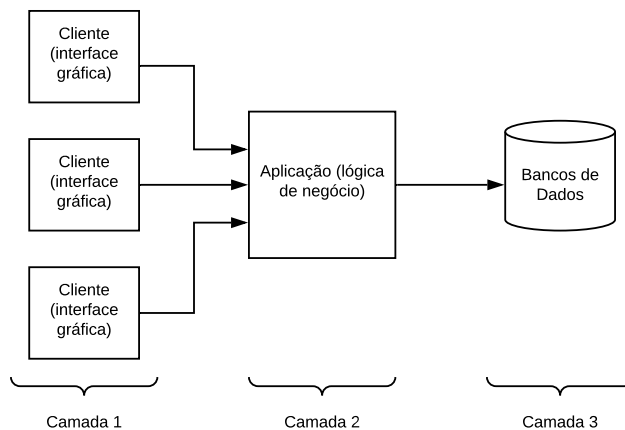 Cliente
(interface
gráfica)
Cliente
(interface
gráfica)
Cliente
(interface
gráfica)
Aplicação (lógica
de negócio)
Bancos de
Dados
Camada 1
Camada 2
Camada 3